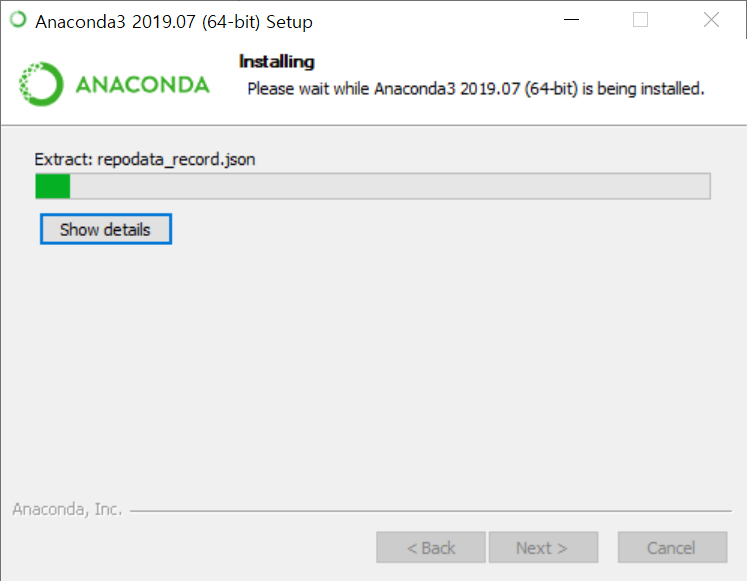 Anaconda3 2019.07 (64-bit) Setup
ANACONDA
Installing
Please wait while Anaconda3 2019.07 (64-bit) is being installed.
Extract: repodata_record.json
Show details
Anaconda, Inc.
< Back
Next >
Cancel